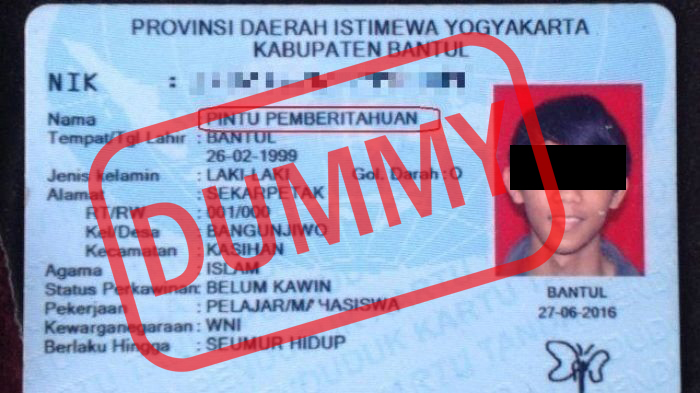 PROVINSI DAERAH ISTIMEWA YOGYAKARTA
KABUPATEN BANTUL
NIK :
Nama : PINTU PEMBERITAHUAN
Tempat/Tgl Lahir : BANTUL
26-02-1999
Jenis kelamin : LAKI-LAKI Gol. Darah : O
Alamat : SEKARPETAK
RT/RW : 001/000
Kel/Desa : BANGUNJIWO
Kecamatan : KASIHAN
Agama : ISLAM
Status Perkawinan: BELUM KAWIN
Pekerjaan : PELAJAR/MAHASISWA
Kewarganegaraan : WNI
Berlaku Hingga : SEUMUR HIDUP
BANTUL
27-06-2016
DUMMY